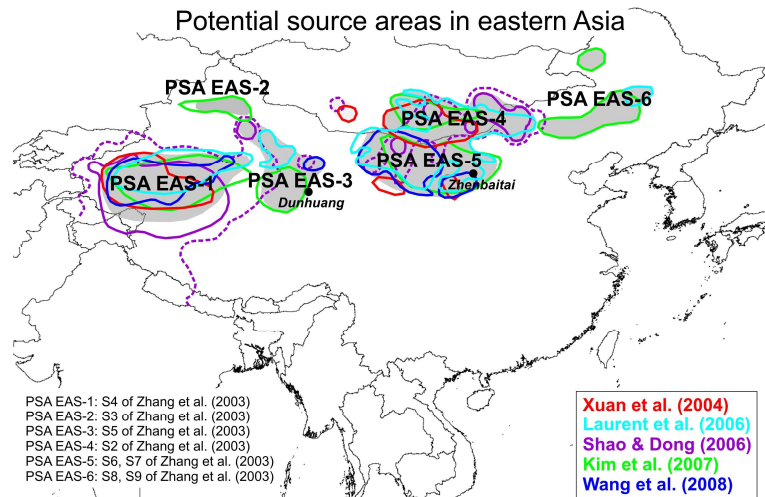 Potential source areas in eastern Asia
PSA EAS-2
PSA EAS-4
PSA EAS-6
PSA EAS-5
PSA EAS-1
PSA EAS-3
Zhenbaitai
Dunhuang
PSA EAS-1: S4 of Zhang et al. (2003)
PSA EAS-2: S3 of Zhang et al. (2003)
PSA EAS-3: S5 of Zhang et al. (2003)
PSA EAS-4: S2 of Zhang et al. (2003)
PSA EAS-5: S6, S7 of Zhang et al. (2003)
PSA EAS-6: S8, S9 of Zhang et al. (2003)
Xuan et al. (2004)
Laurent et al. (2006)
Shao & Dong (2006)
Kim et al. (2007)
Wang et al. (2008)